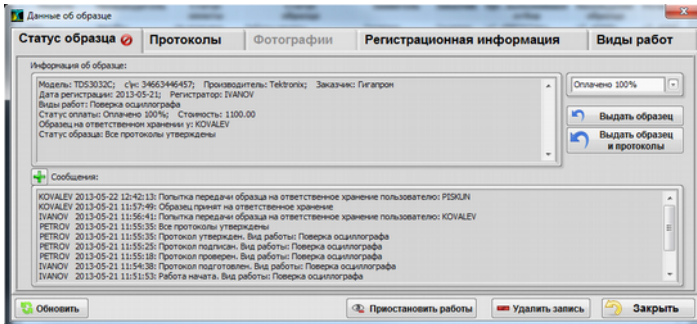 Данные об образце
Статус образца Протоколы Фотографии Регистрационная информация Виды работ
Информация об образце:
Модель: TDS3032C; с\н: 34663446457; Производитель: Tektronix; Заказчик: Гигапром
Дата регистрации: 2013-05-21; Регистратор: IVANOV
Виды работ: Поверка осциллографа
Статус оплаты: Оплачено 100%; Стоимость: 1100.00
Образец на ответственном хранении у: KOVALEV
Статус образца: Все протоколы утверждены
Оплачено 100%
Выдать образец
Выдать образец
и протоколы
Сообщения:
KOVALEV 2013-05-22 12:42:13: Попытка передачи образца на ответственное хранение пользователю: PISKUN
KOVALEV 2013-05-21 11:57:49: Образец принят на ответственное хранение
IVANOV 2013-05-21 11:56:41: Попытка передачи образца на ответственное хранение пользователю: KOVALEV
PETROV 2013-05-21 11:55:35: Все протоколы утверждены
PETROV 2013-05-21 11:55:35: Протокол утвержден. Вид работы: Поверка осциллографа
PETROV 2013-05-21 11:55:25: Протокол подписан. Вид работы: Поверка осциллографа
PETROV 2013-05-21 11:55:18: Протокол проверен. Вид работы: Поверка осциллографа
IVANOV 2013-05-21 11:54:38: Протокол подготовлен. Вид работы: Поверка осциллографа
IVANOV 2013-05-21 11:51:53: Работа начата. Вид работы: Поверка осциллографа
Обновить Приостановить работы Удалить запись Закрыть